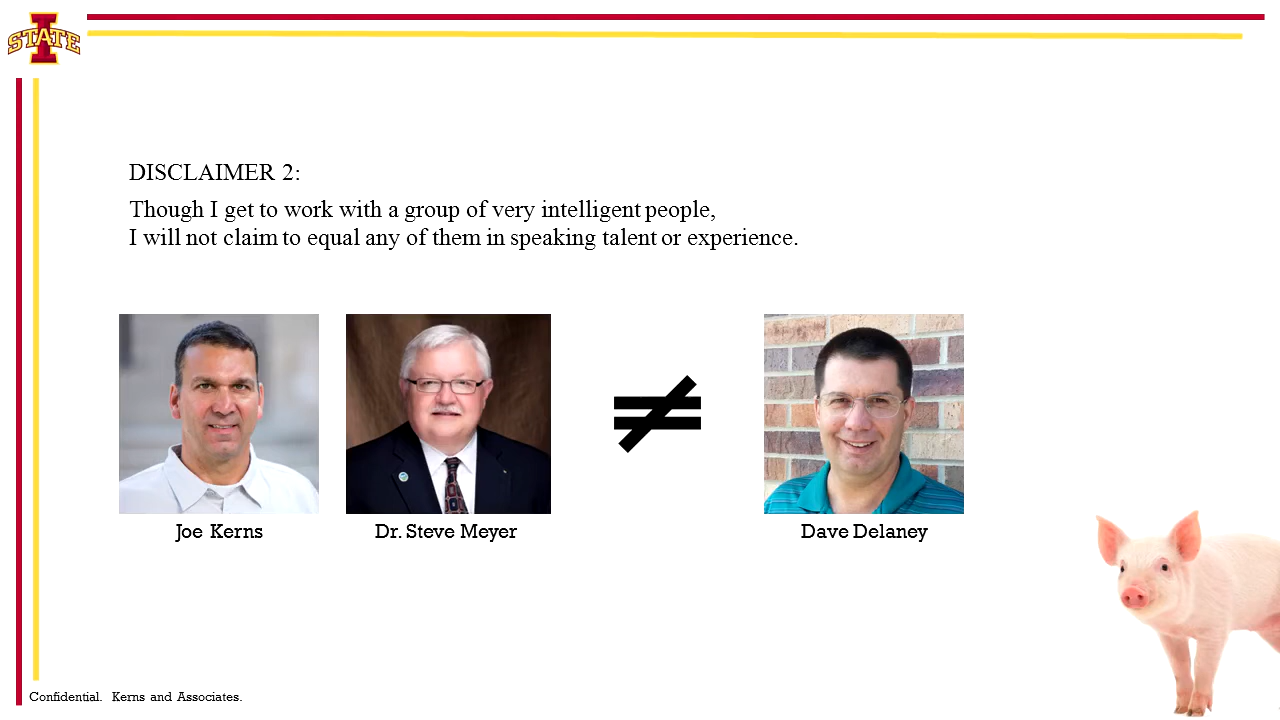 STATE
DISCLAIMER 2:
Though I get to work with a group of very intelligent people,
I will not claim to equal any of them in speaking talent or experience.
Joe Kerns
Dr. Steve Meyer
Dave Delaney
Confidential. Kerns and Associates.